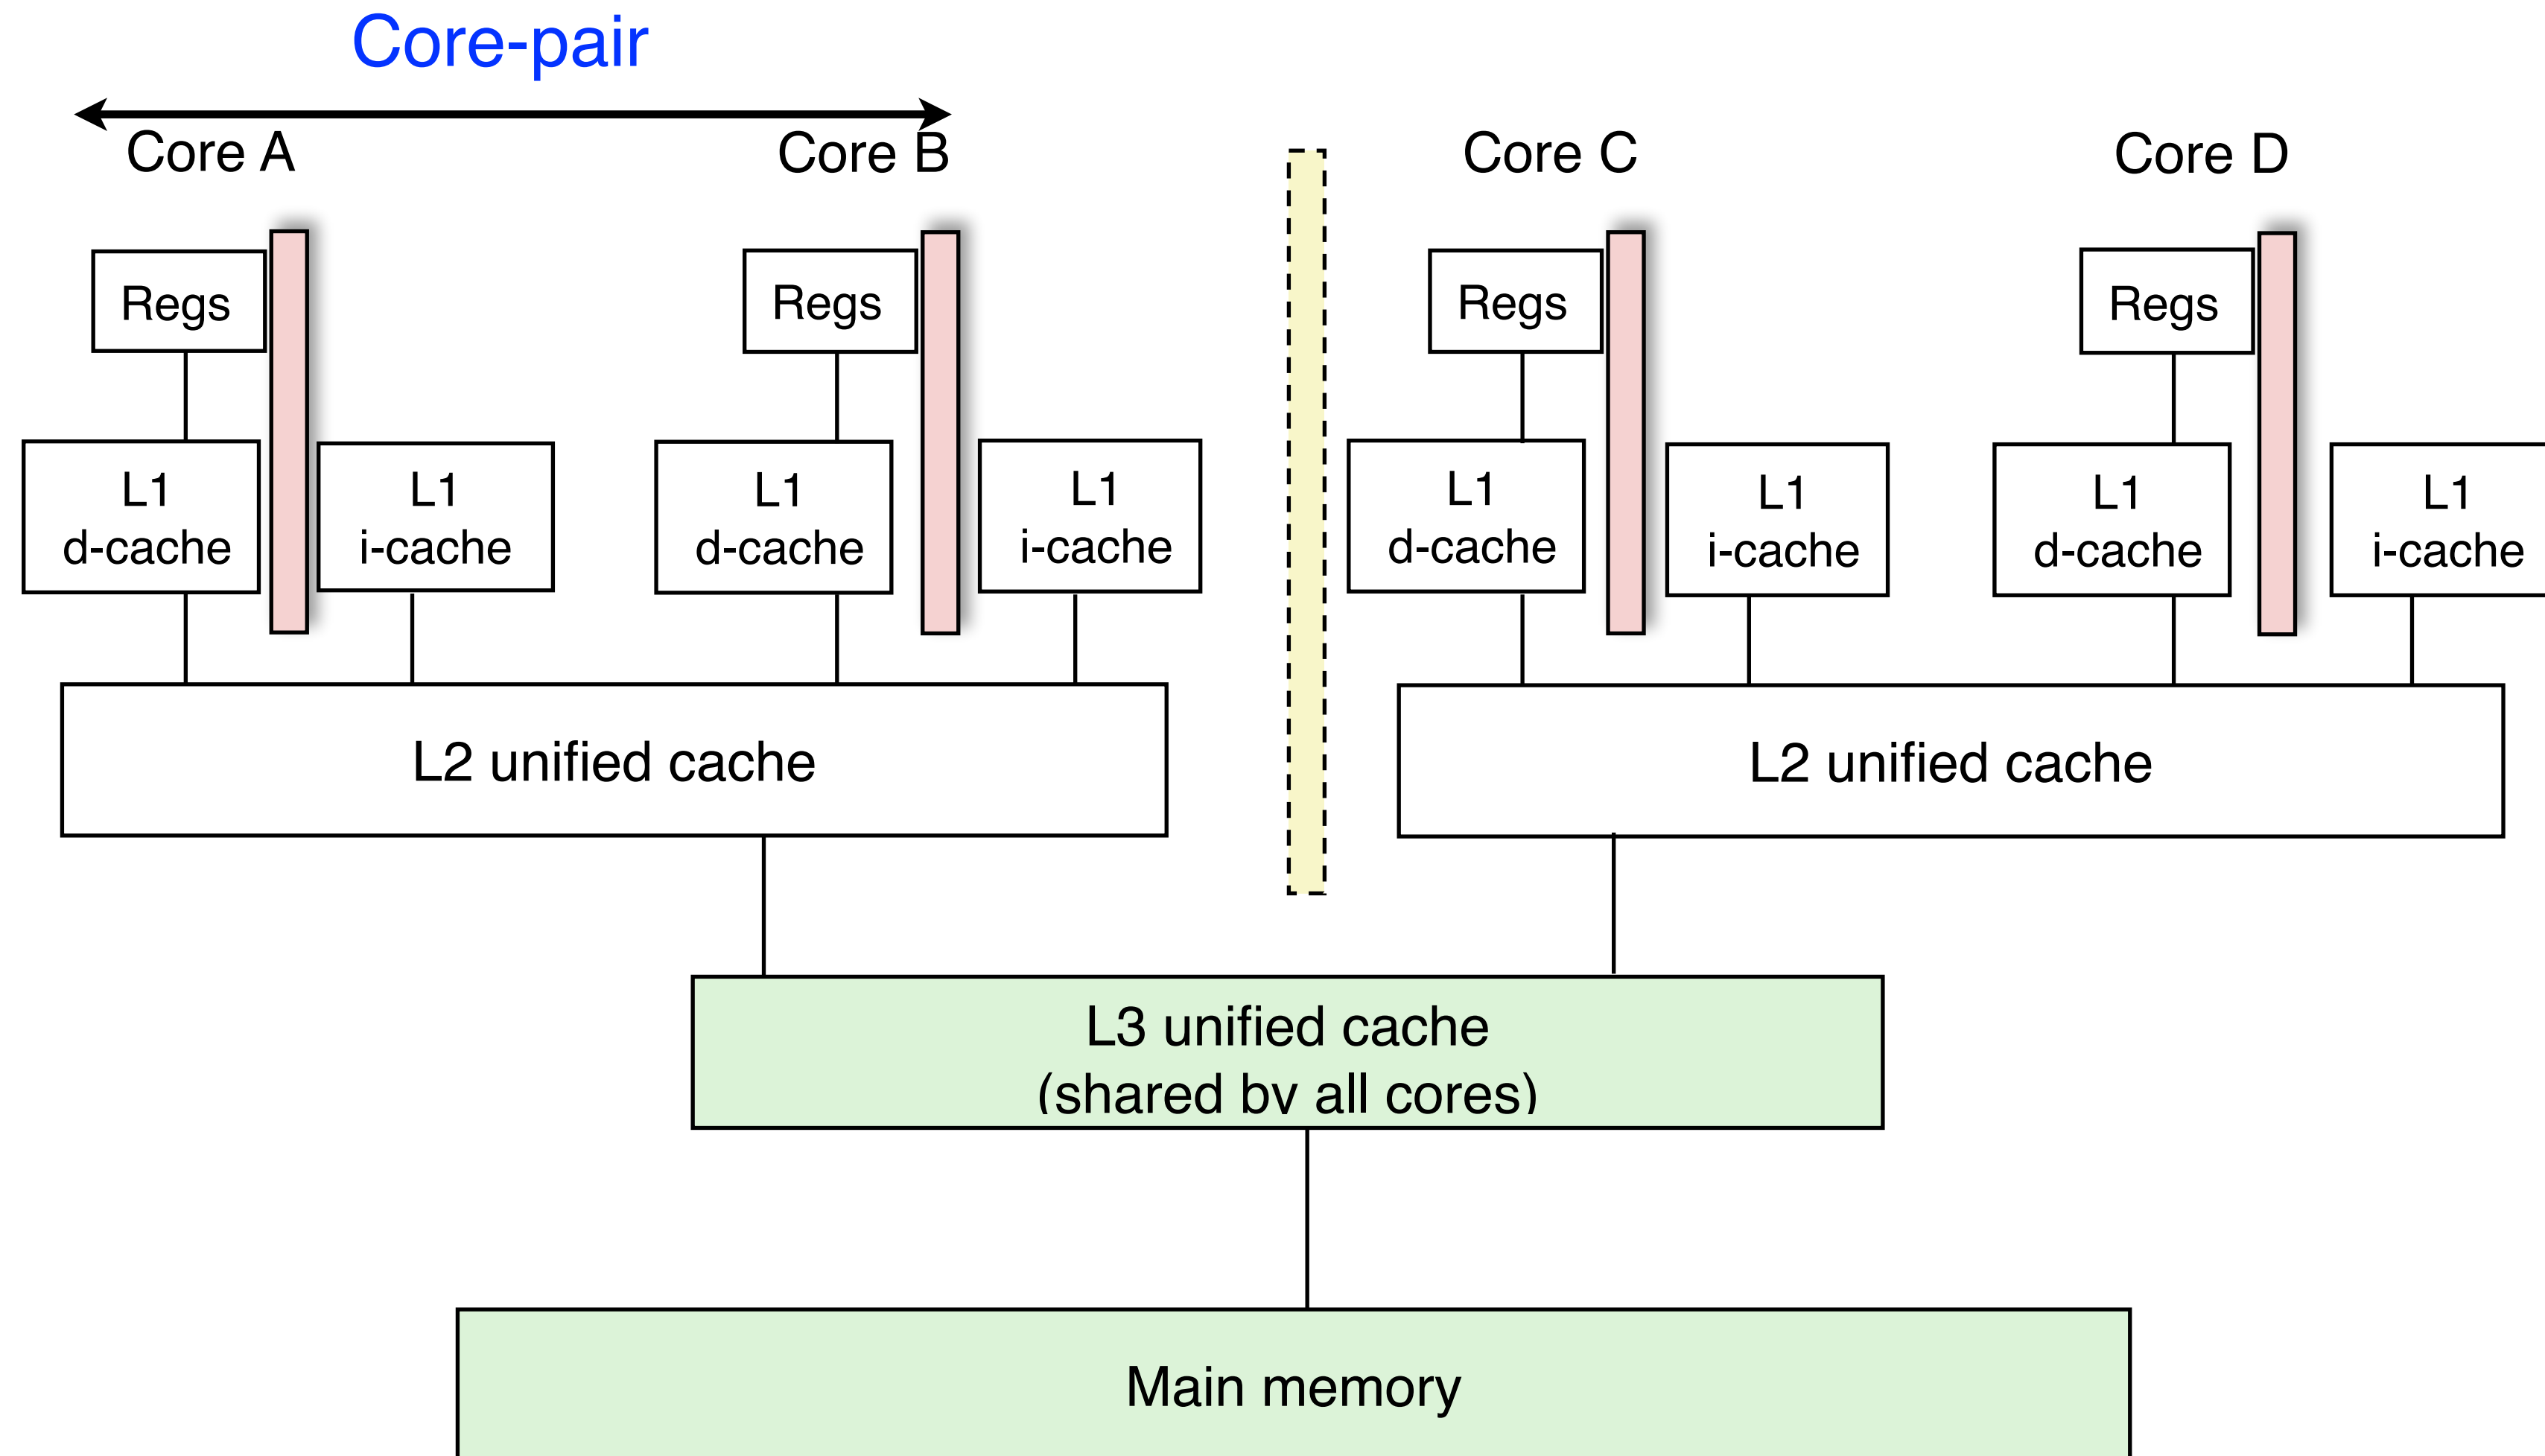 Core-pair
Core A
Core B
Core C
Core D
Regs
Regs
Regs
Regs
L1
d-cache
L1
i-cache
L1
d-cache
L1
i-cache
L1
d-cache
L1
i-cache
L1
d-cache
L1
i-cache
L2 unified cache
L2 unified cache
L3 unified cache
(shared by all cores)
Main memory